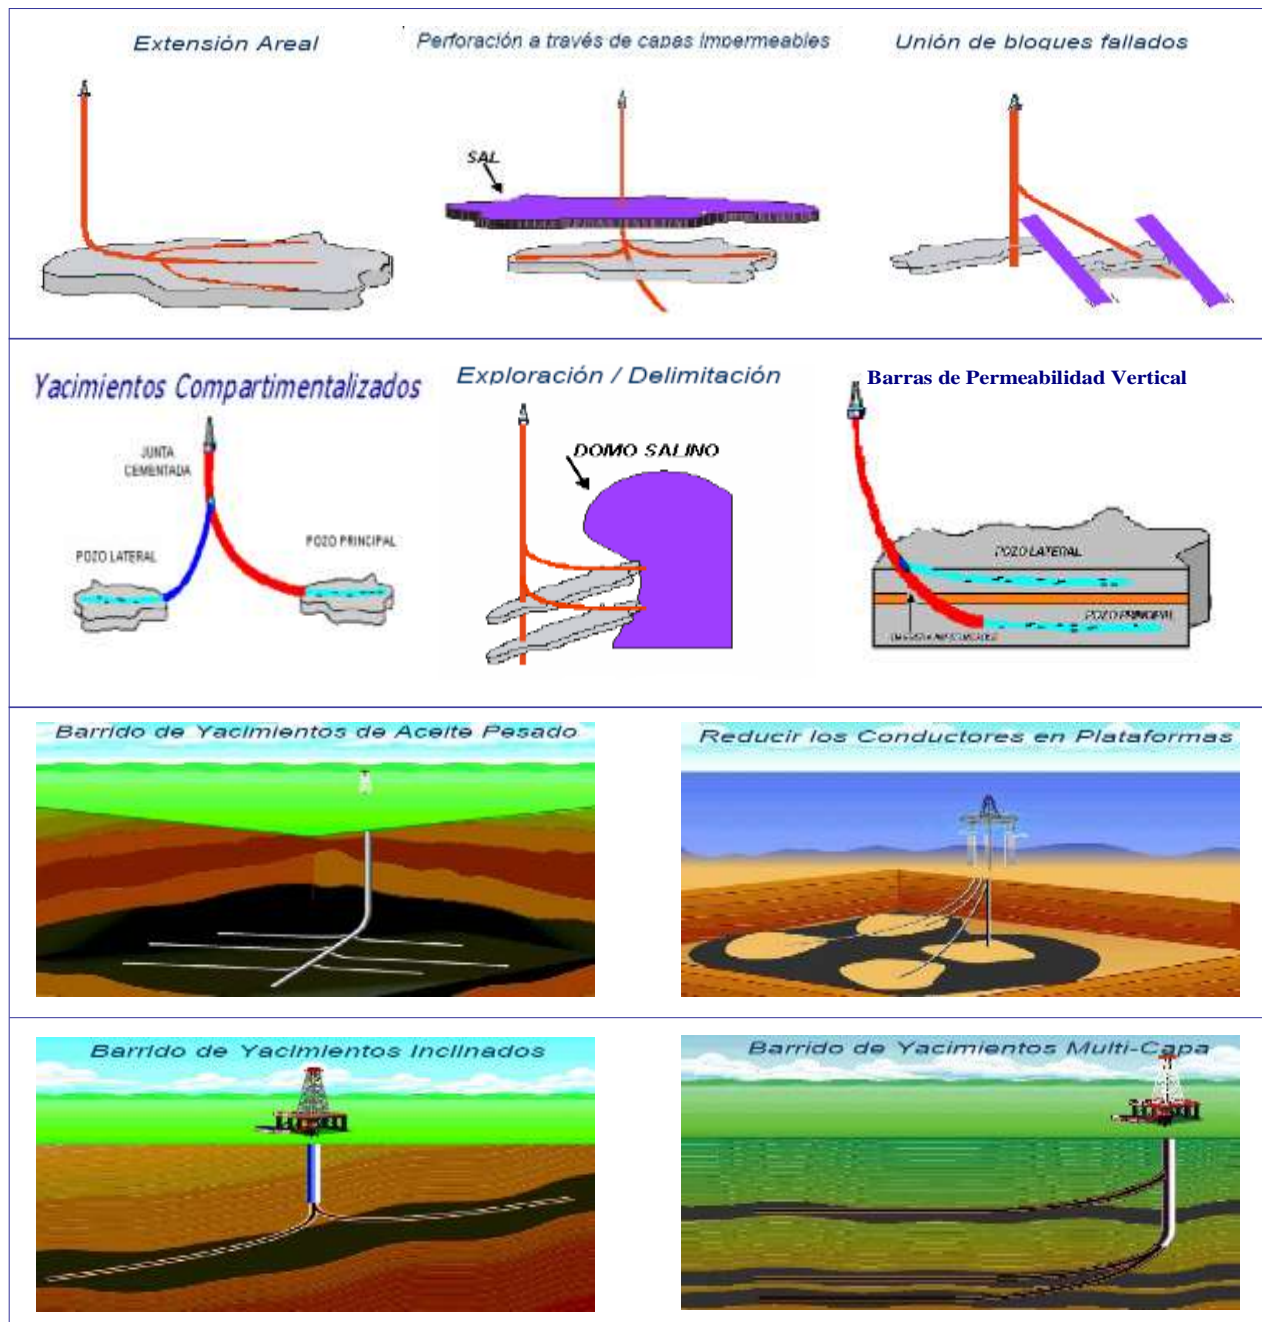 Extensión Areal
Perforación a través de capas impermeables
Unión de bloques fallados
SAL
Yacimientos Compartimentalizados
Exploración / Delimitación
Barras de Permeabilidad Vertical
JUNTA
CEMENTADA
DOMO SALINO
POZO LATERAL
POZO PRINCIPAL
POZO LATERAL
POZO PRINCIPAL
Barrido de Yacimientos de Aceite Pesado
Reducir los Conductores en Plataformas
Barrido de Yacimientos Inclinados
Barrido de Yacimientos Multi-Capa